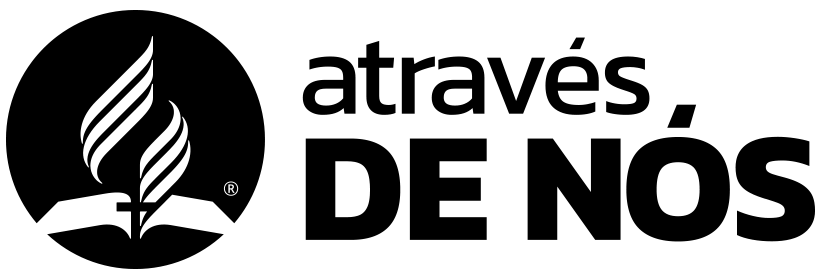 através
DE NÓS
®